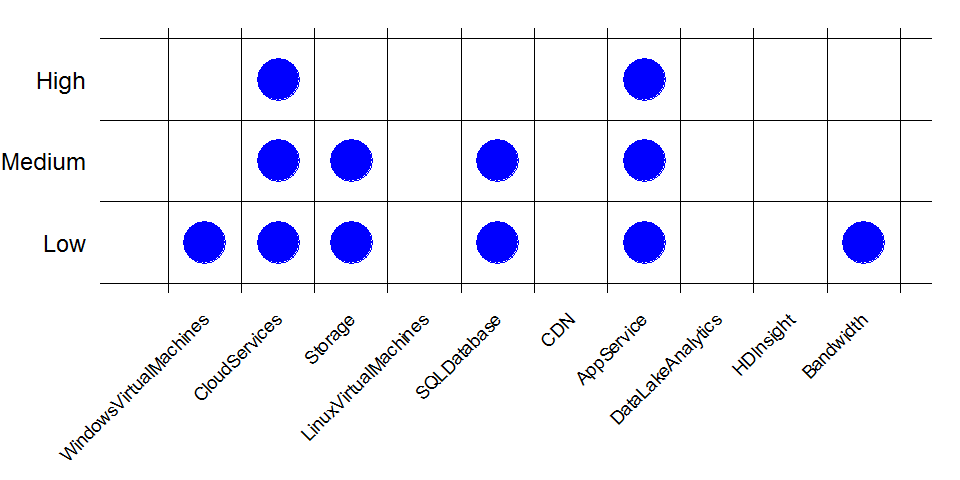 High
Medium
Low
WindowsVirtualMachines
CloudServices
Storage
LinuxVirtualMachines
SQLDatabase
CDN
AppService
DataLakeAnalytics
HDInsight
Bandwidth